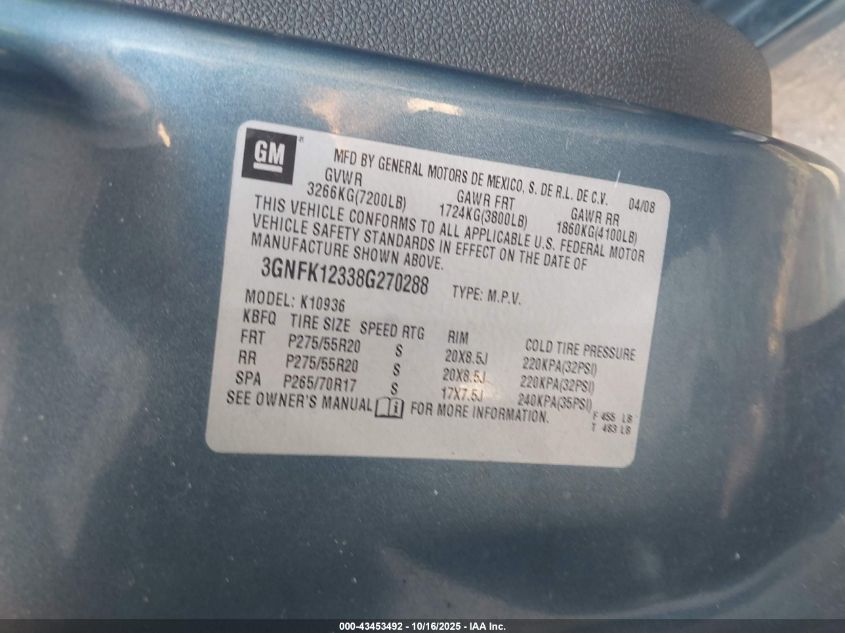 GM ®
MFD BY GENERAL MOTORS DE MEXICO, S. DE R.L. DE C.V. 04/08
GVWR GAWR FRT GAWR RR
3266KG(7200LB) 1724KG(3800LB) 1860KG(4100LB)
THIS VEHICLE CONFORMS TO ALL APPLICABLE U.S. FEDERAL MOTOR
VEHICLE SAFETY STANDARDS IN EFFECT ON THE DATE OF
MANUFACTURE SHOWN ABOVE.
3GNFK12338G270288 TYPE: M.P.V.
MODEL: K10936
KBFQ TIRE SIZE SPEED RTG RIM COLD TIRE PRESSURE
FRT P275/55R20 S 20X8.5J 220KPA(32PSI)
RR P275/55R20 S 20X8.5J 220KPA(32PSI)
SPA P265/70R17 S 17X7.5J 240KPA(35PSI)
SEE OWNER'S MANUAL i FOR MORE INFORMATION.
F 455 LB
T 483 LB
000-43453492 - 10/16/2025 - IAA Inc.